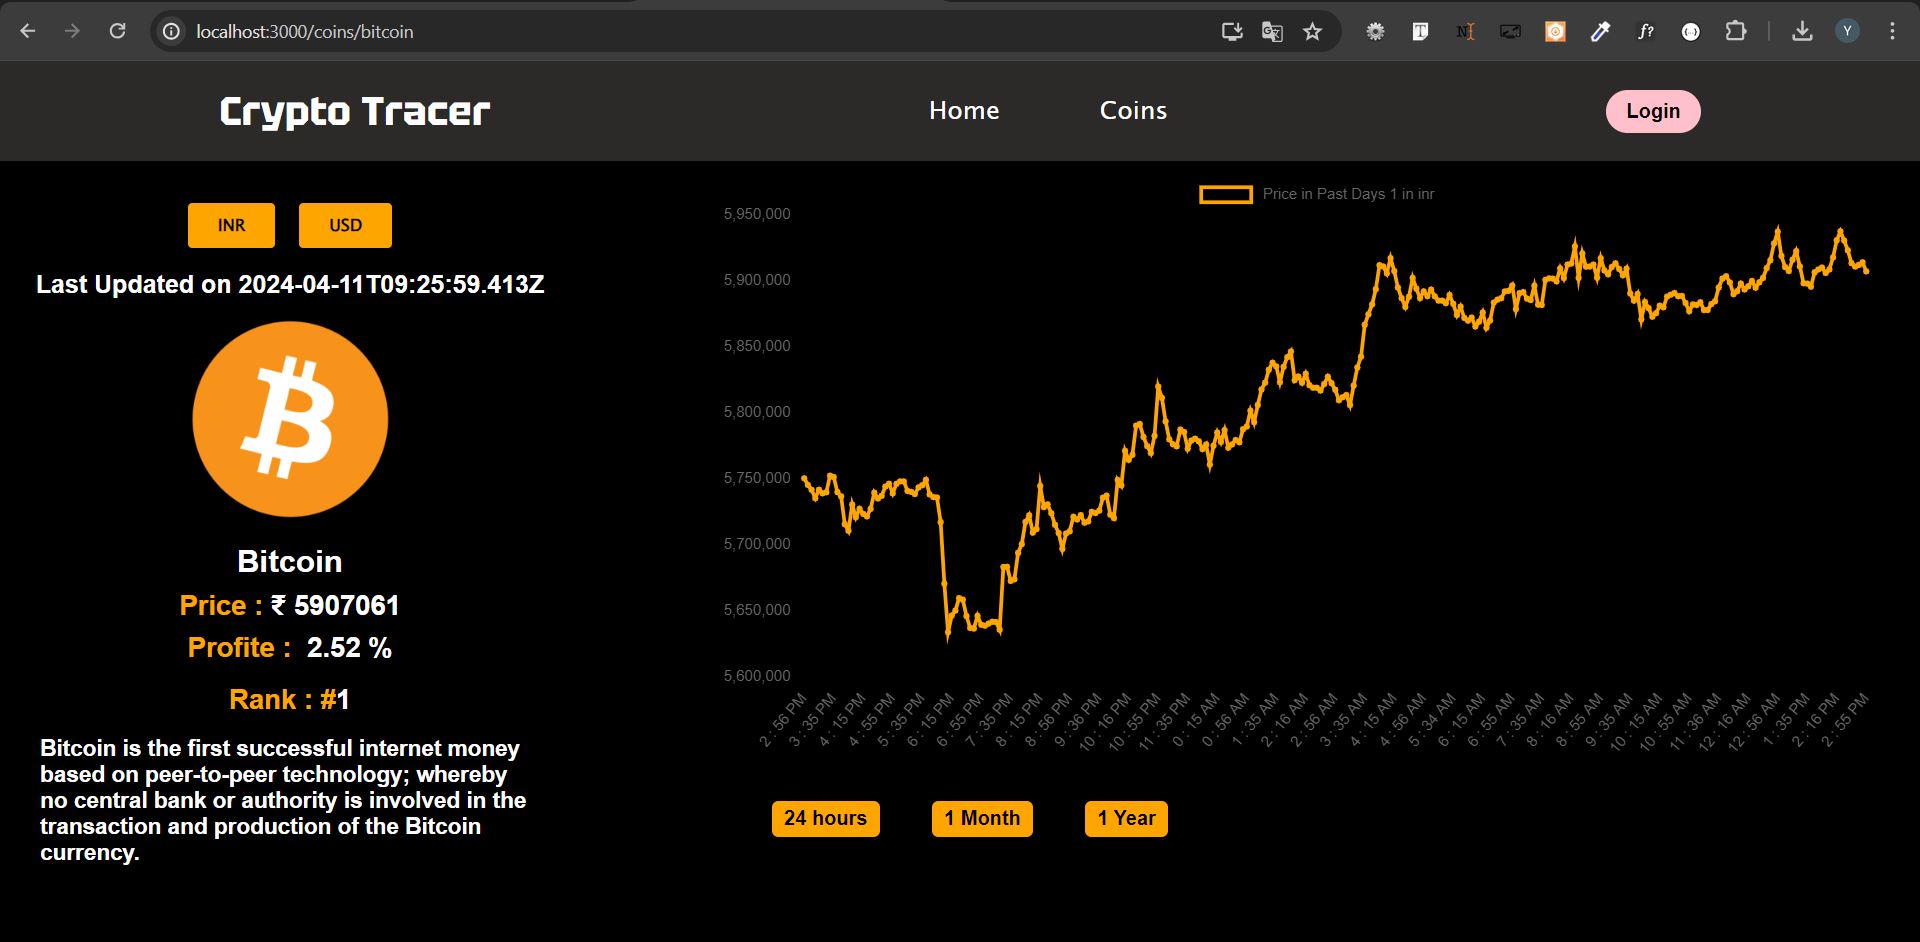 localhost:3000/coins/bitcoin
Y
Crypto Tracer
Home
Coins
Login
INR
USD
Last Updated on 2024-04-11T09:25:59.413Z
Bitcoin
Price : ₹ 5907061
Profite : 2.52 %
Rank : #1
Bitcoin is the first successful internet money
based on peer-to-peer technology; whereby
no central bank or authority is involved in the
transaction and production of the Bitcoin
currency.
Price in Past Days 1 in inr
5,950,000
5,900,000
5,850,000
5,800,000
5,750,000
5,700,000
5,650,000
5,600,000
2 : 56 PM
3 : 35 PM
4 : 15 PM
4 : 55 PM
5 : 35 PM
6 : 15 PM
6 : 55 PM
7 : 35 PM
8 : 15 PM
8 : 56 PM
9 : 36 PM
10 : 16 PM
10 : 55 PM
11 : 35 PM
0 : 15 AM
0 : 56 AM
1 : 35 AM
2 : 16 AM
2 : 56 AM
3 : 35 AM
4 : 15 AM
4 : 56 AM
5 : 34 AM
6 : 15 AM
6 : 55 AM
7 : 35 AM
8 : 16 AM
8 : 55 AM
9 : 35 AM
10 : 15 AM
10 : 55 AM
11 : 36 AM
12 : 16 AM
12 : 56 AM
1 : 35 PM
2 : 16 PM
2 : 55 PM
24 hours
1 Month
1 Year